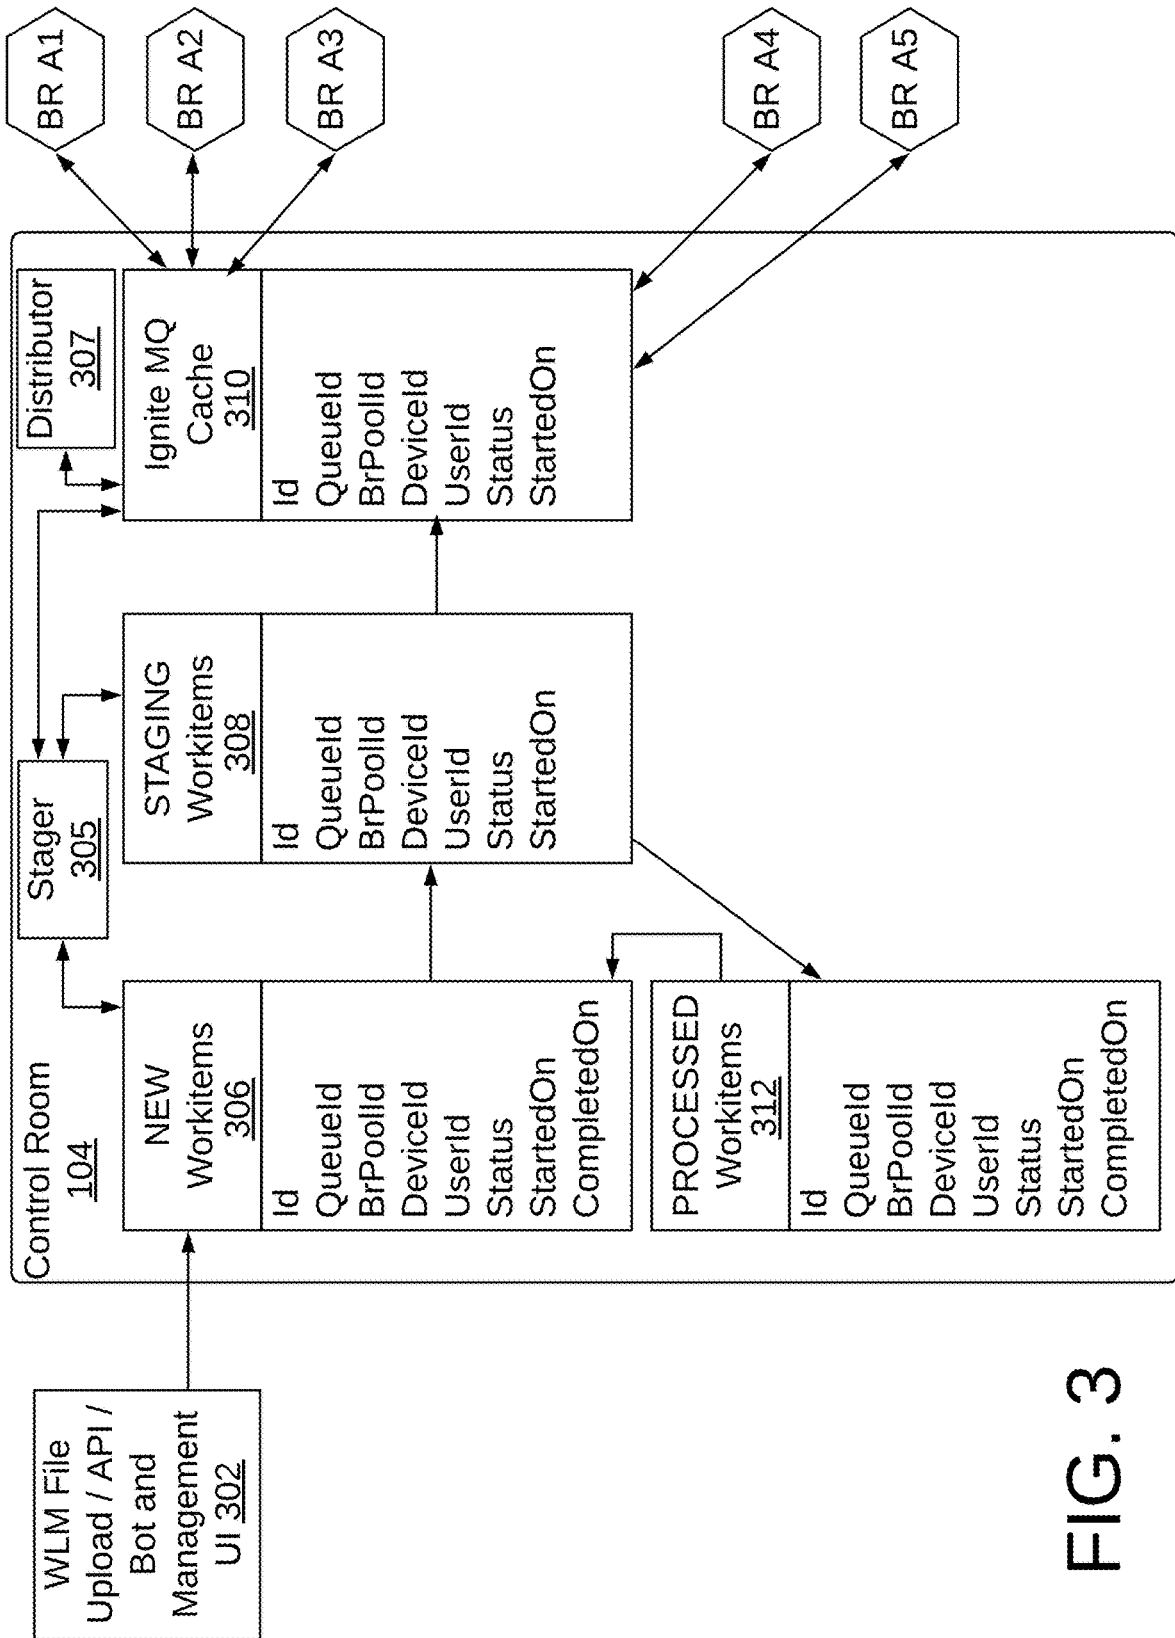 WLM File
Upload / API /
Bot and
Management
UI 302
Control Room
104
NEW
Workitems
306
Id
QueueId
BrPoolId
DeviceId
UserId
Status
StartedOn
CompletedOn
PROCESSED
Workitems
312
Id
QueueId
BrPoolId
DeviceId
UserId
Status
StartedOn
CompletedOn
Stager
305
STAGING
Workitems
308
Id
QueueId
BrPoolId
DeviceId
UserId
Status
StartedOn
Distributor
307
Ignite MQ
Cache
310
Id
QueueId
BrPoolId
DeviceId
UserId
Status
StartedOn
BR A1
BR A2
BR A3
BR A4
BR A5
FIG. 3